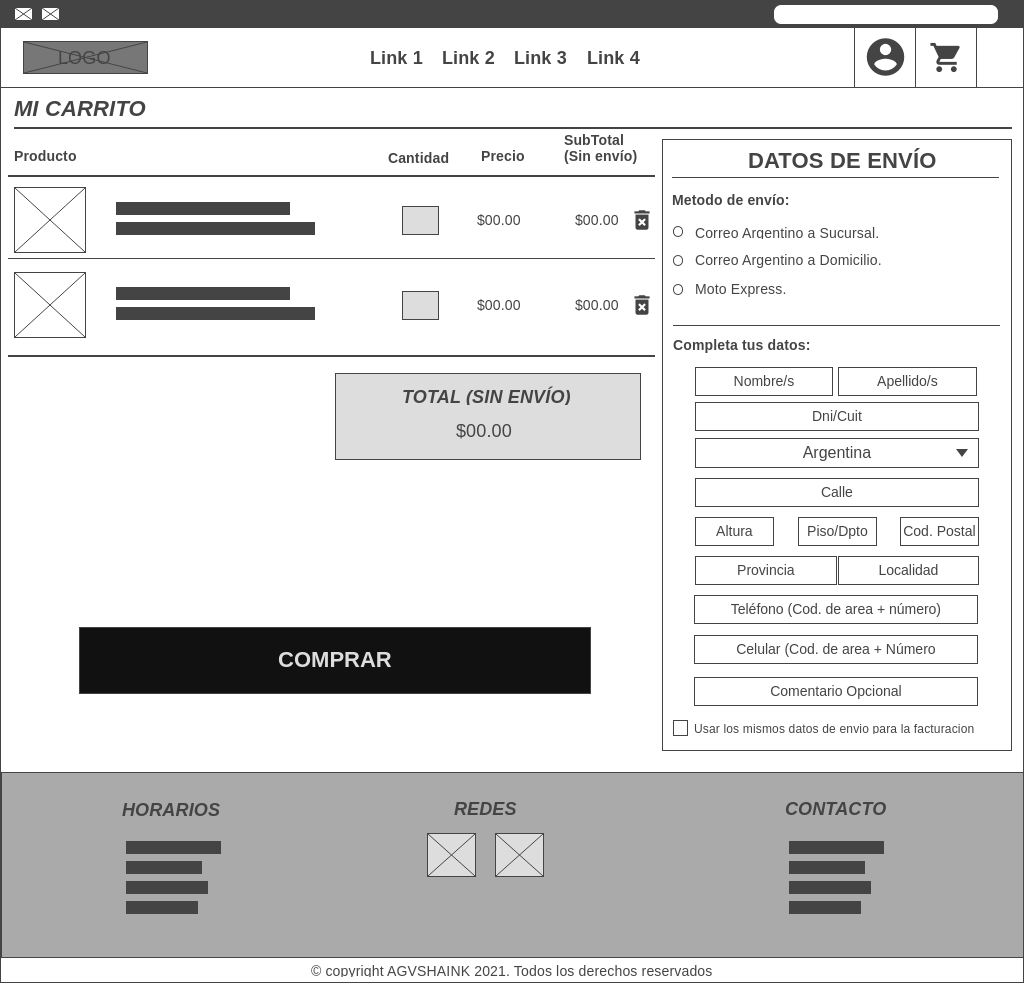 LOGO
Link 1 Link 2 Link 3 Link 4
MI CARRITO
Producto
Cantidad
Precio
SubTotal
(Sin envío)
$00.00
$00.00
$00.00
$00.00
TOTAL (SIN ENVÍO)
$00.00
COMPRAR
DATOS DE ENVÍO
Metodo de envío:
Correo Argentino a Sucursal.
Correo Argentino a Domicilio.
Moto Express.
Completa tus datos:
Nombre/s
Apellido/s
Dni/Cuit
Argentina
Calle
Altura
Piso/Dpto
Cod. Postal
Provincia
Localidad
Teléfono (Cod. de area + número)
Celular (Cod. de area + Número
Comentario Opcional
Usar los mismos datos de envio para la facturacion
HORARIOS
REDES
CONTACTO
© copyright AGVSHAINK 2021. Todos los derechos reservados